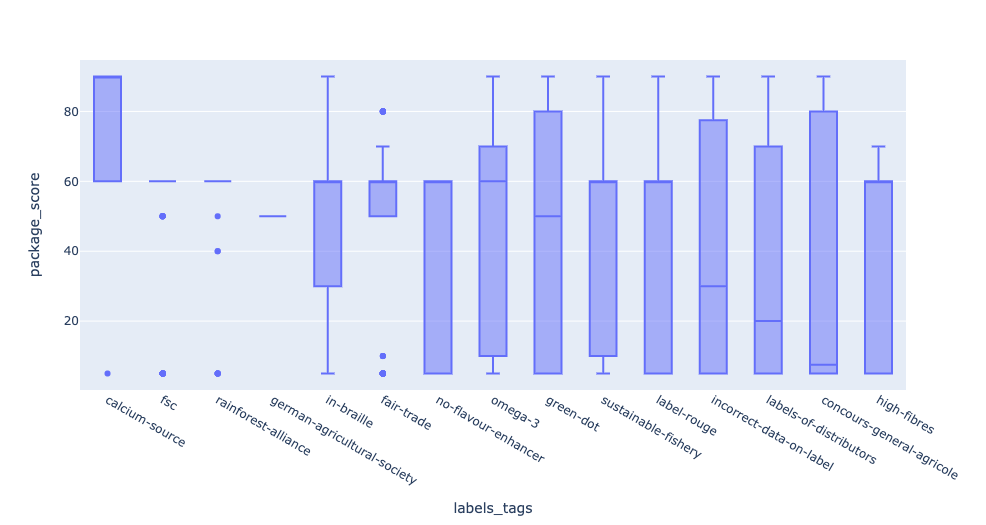 80
60
40
20
package_score
calcium-source
fsc
rainforest-alliance
german-agricultural-society
in-braille
fair-trade
no-flavour-enhancer
omega-3
green-dot
sustainable-fishery
label-rouge
incorrect-data-on-label
labels-of-distributors
concours-general-agricole
high-fibres
labels_tags